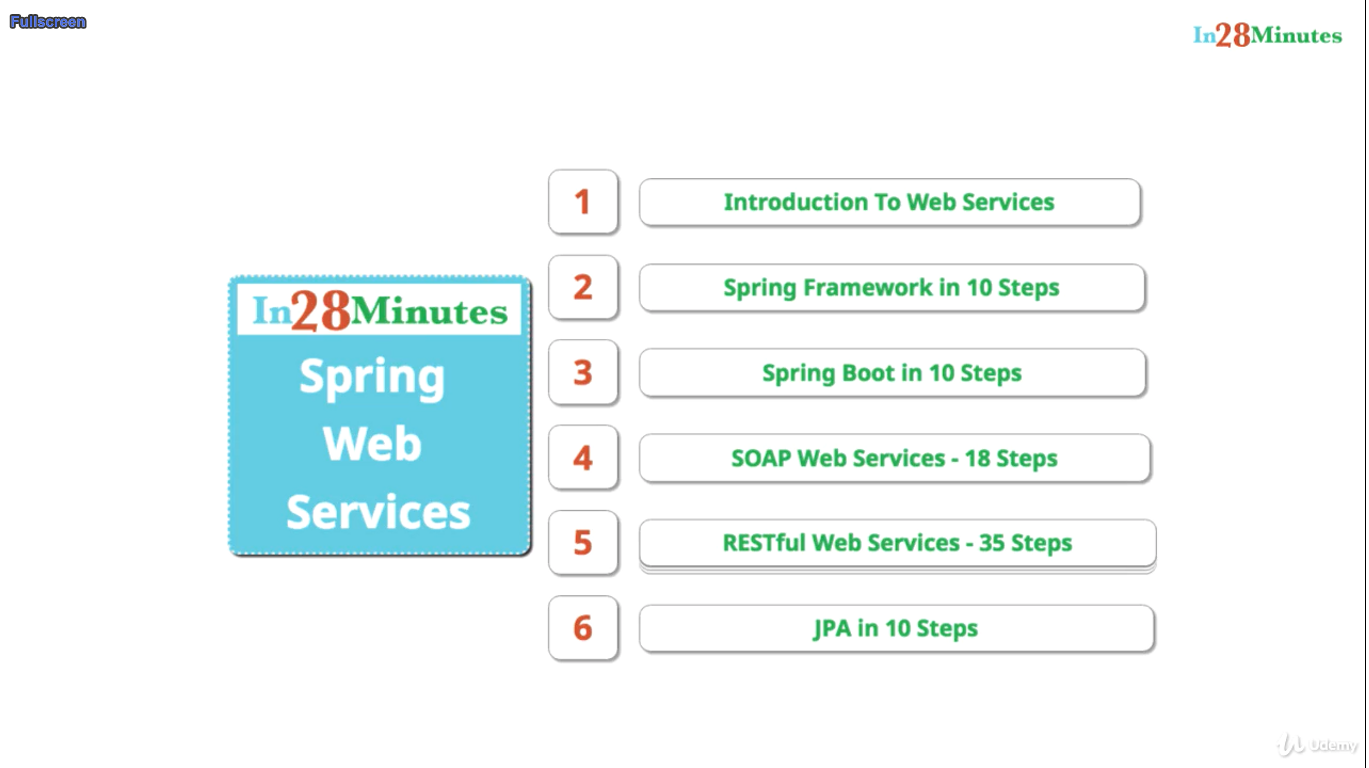 Fullscreen
In28Minutes
1
Introduction To Web Services
2
Spring Framework in 10 Steps
In28Minutes
Spring
Web
Services
3
Spring Boot in 10 Steps
4
SOAP Web Services - 18 Steps
5
RESTful Web Services - 35 Steps
6
JPA in 10 Steps
Udemy